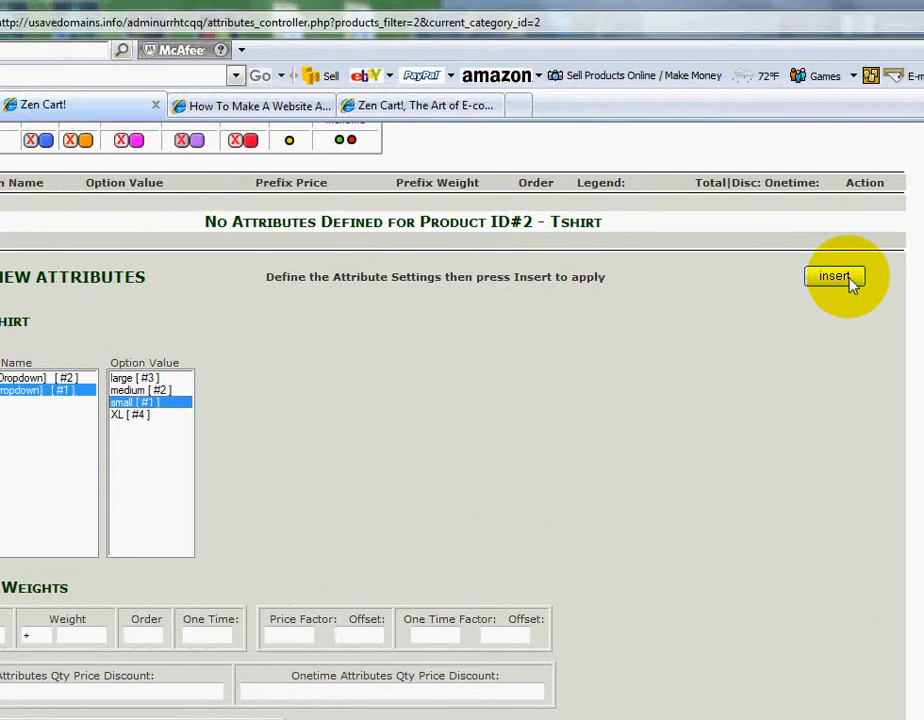 http://usavedomains.info/adminurrhtcqq/attributes_controller.php?products_filter=2&current_category_id=2
McAfee ?
Go Sell ebY PayPal amazon Sell Products Online / Make Money 72°F Games E-m
Zen Cart! How To Make A Website A... Zen Cart!, The Art of E-co...
X X X X X
n Name Option Value Prefix Price Prefix Weight Order Legend: Total|Disc: Onetime: Action
No Attributes Defined for Product ID#2 - Tshirt
NEW ATTRIBUTES Define the Attribute Settings then press Insert to apply insert
HIRT
Name Option Value
Dropdown] [ #2 ] large [ #3 ]
ropdown] [ #1 ] medium [ #2 ]
small [ #1 ]
XL [ #4 ]
Weights
Weight Order One Time: Price Factor: Offset: One Time Factor: Offset:
+
Attributes Qty Price Discount: Onetime Attributes Qty Price Discount: